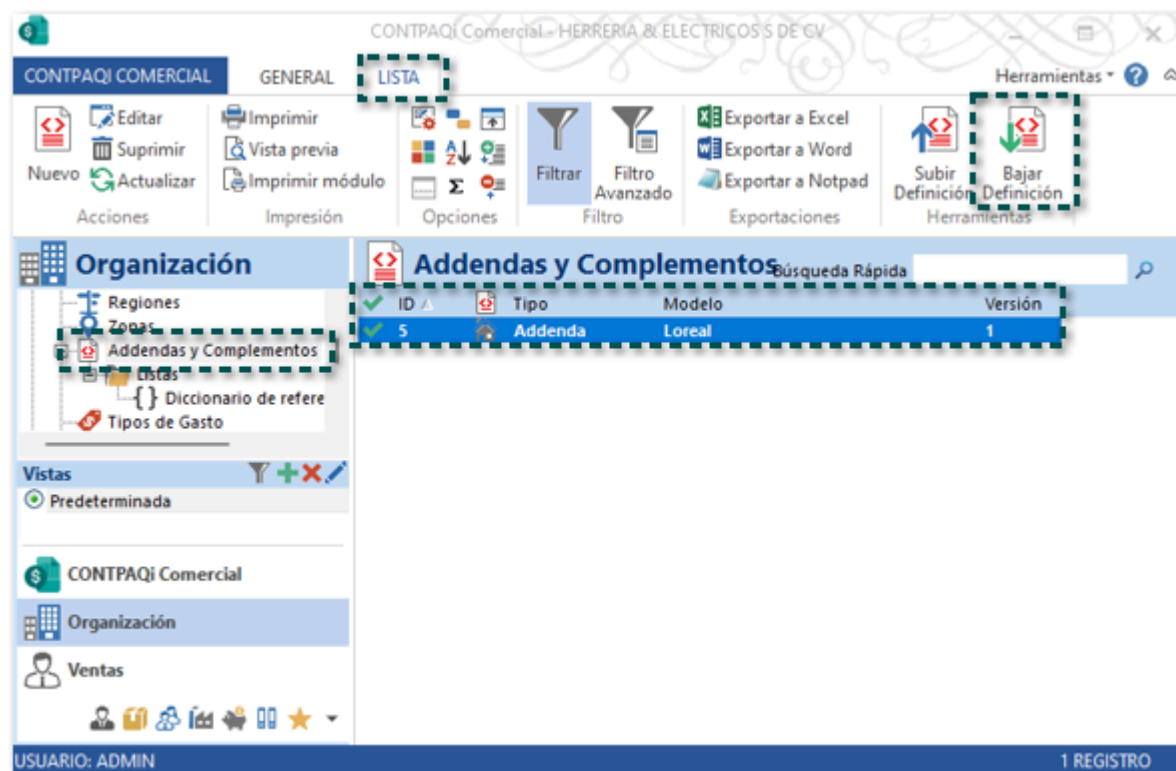 CONTPAQi Comercial - HERRERIA & ELECTRICOS S DE CV
CONTPAQI COMERCIAL GENERAL LISTA Herramientas
Nuevo
Editar
Suprimir
Actualizar
Acciones
Imprimir
Vista previa
Imprimir módulo
Impresión
Opciones
Filtrar
Filtro
Avanzado
Filtro
Exportar a Excel
Exportar a Word
Exportar a Notpad
Exportaciones
Subir
Definición
Bajar
Definición
Herramientas
Organización
Regiones
Zonas
Addendas y Complementos
Listas
{ } Diccionario de refere
Tipos de Gasto
Vistas
Predeterminada
CONTPAQi Comercial
Organización
Ventas
Addendas y Complementos
Búsqueda Rápida
ID Tipo Modelo Versión
5 Addenda Loreal 1
USUARIO: ADMIN 1 REGISTRO